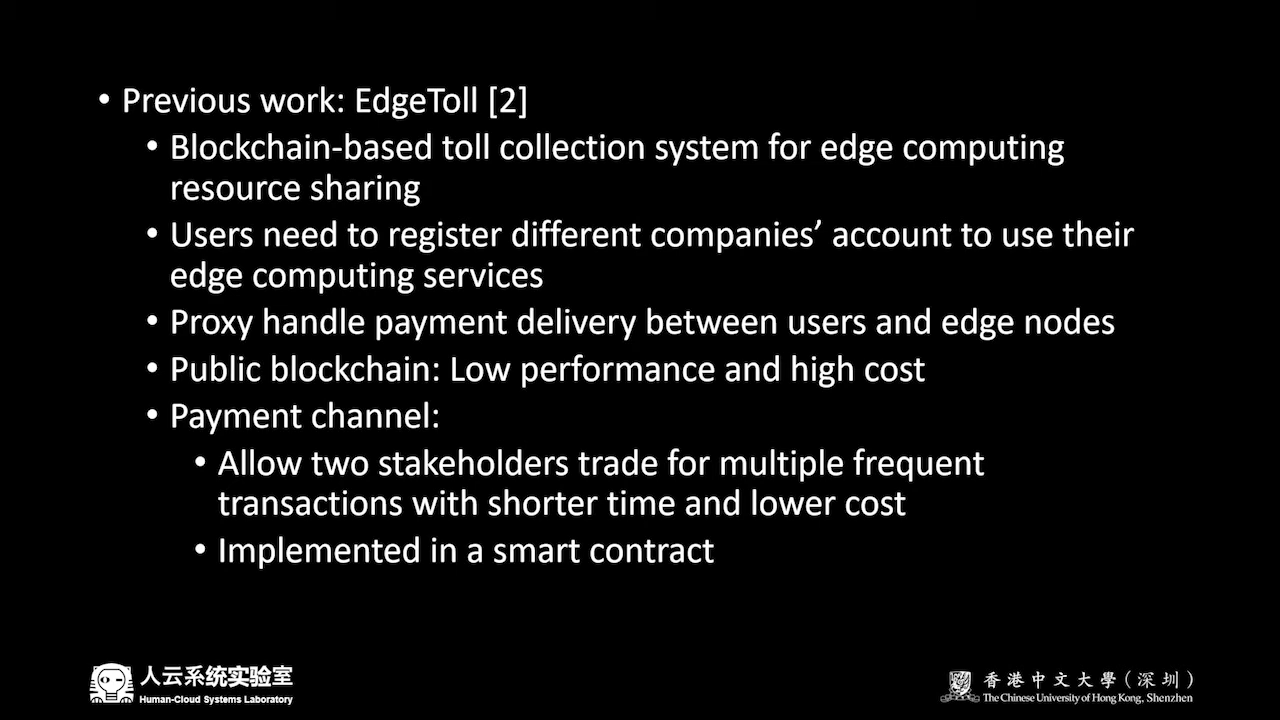 • Previous work: EdgeToll [2]
• Blockchain-based toll collection system for edge computing
resource sharing
• Users need to register different companies’ account to use their
edge computing services
• Proxy handle payment delivery between users and edge nodes
• Public blockchain: Low performance and high cost
• Payment channel:
• Allow two stakeholders trade for multiple frequent
transactions with shorter time and lower cost
• Implemented in a smart contract
人云系统实验室
Human-Cloud Systems Laboratory
香港中文大學(深圳)
The Chinese University of Hong Kong, Shenzhen